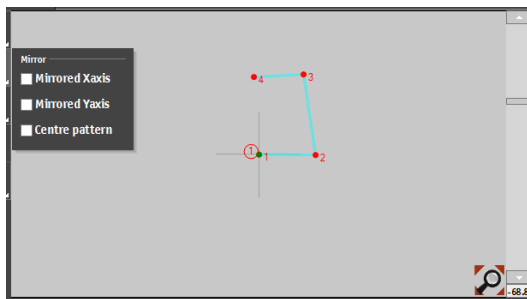 Mirror
Mirrored Xaxis
Mirrored Yaxis
Centre pattern
4
3
1
1
2
-68.8